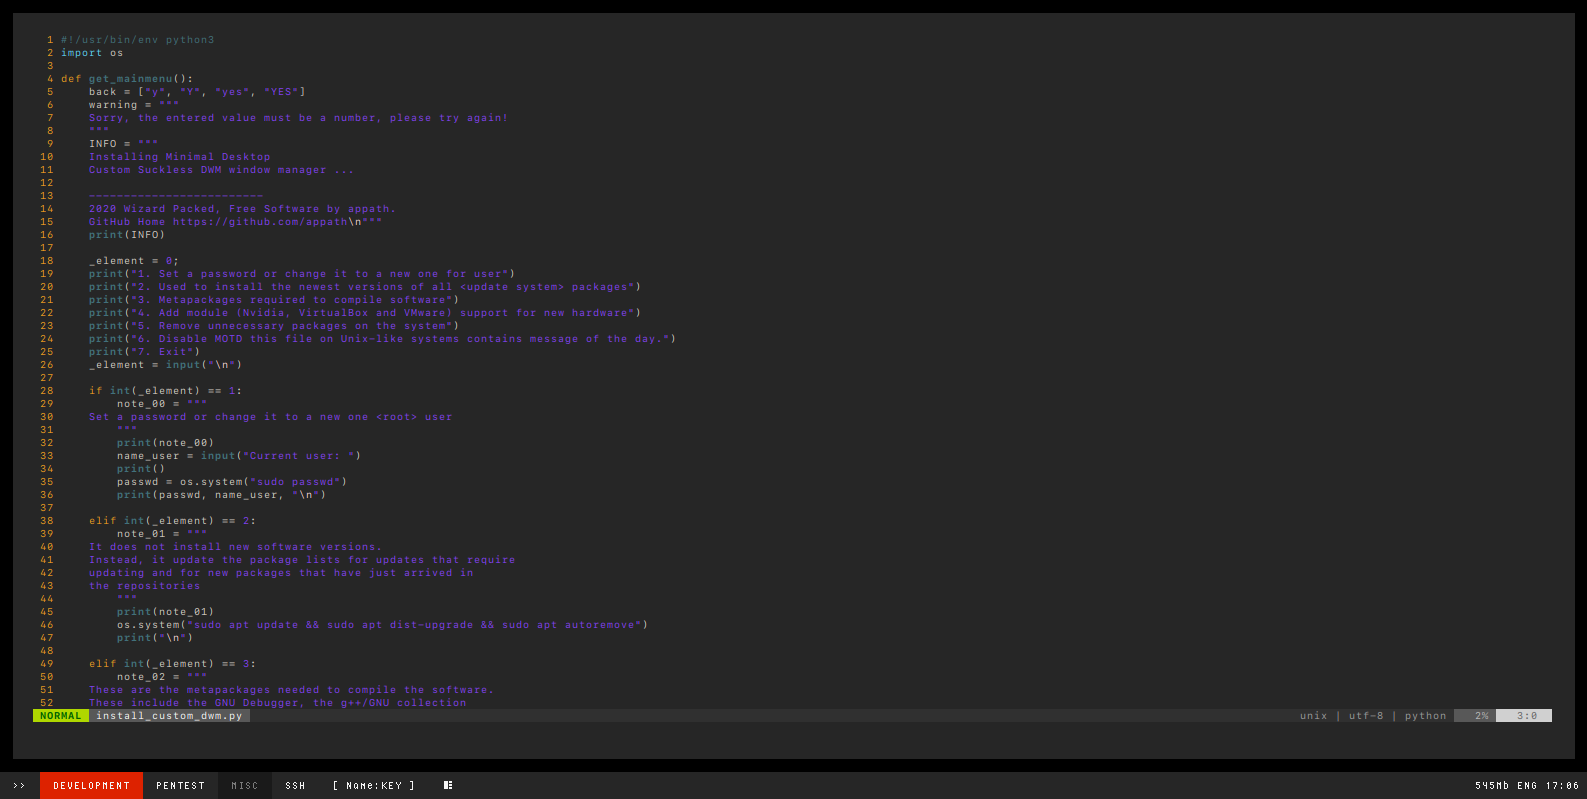 1 #!/usr/bin/env python3
2 import os
3
4 def get_mainmenu():
5     back = ["y", "Y", "yes", "YES"]
6     warning = """
7     Sorry, the entered value must be a number, please try again!
8     """
9     INFO = """
10     Installing Minimal Desktop
11     Custom Suckless DWM window manager ...
12
13     -------------------------
14     2020 Wizard Packed, Free Software by appath.
15     GitHub Home https://github.com/appath\n"""
16     print(INFO)
17
18     _element = 0;
19     print("1. Set a password or change it to a new one for user")
20     print("2. Used to install the newest versions of all <update system> packages")
21     print("3. Metapackages required to compile software")
22     print("4. Add module (Nvidia, VirtualBox and VMware) support for new hardware")
23     print("5. Remove unnecessary packages on the system")
24     print("6. Disable MOTD this file on Unix-like systems contains message of the day.")
25     print("7. Exit")
26     _element = input("\n")
27
28     if int(_element) == 1:
29         note_00 = """
30     Set a password or change it to a new one <root> user
31         """
32         print(note_00)
33         name_user = input("Current user: ")
34         print()
35         passwd = os.system("sudo passwd")
36         print(passwd, name_user, "\n")
37
38     elif int(_element) == 2:
39         note_01 = """
40     It does not install new software versions.
41     Instead, it update the package lists for updates that require
42     updating and for new packages that have just arrived in
43     the repositories
44         """
45         print(note_01)
46         os.system("sudo apt update && sudo apt dist-upgrade && sudo apt autoremove")
47         print("\n")
48
49     elif int(_element) == 3:
50         note_02 = """
51     These are the metapackages needed to compile the software.
52     These include the GNU Debugger, the g++/GNU collection
NORMAL install_custom_dwm.py unix | utf-8 | python 2% 3:0
>> DEVELOPMENT PENTEST MISC SSH [ Name:KEY ] 545Mb ENG 17:06